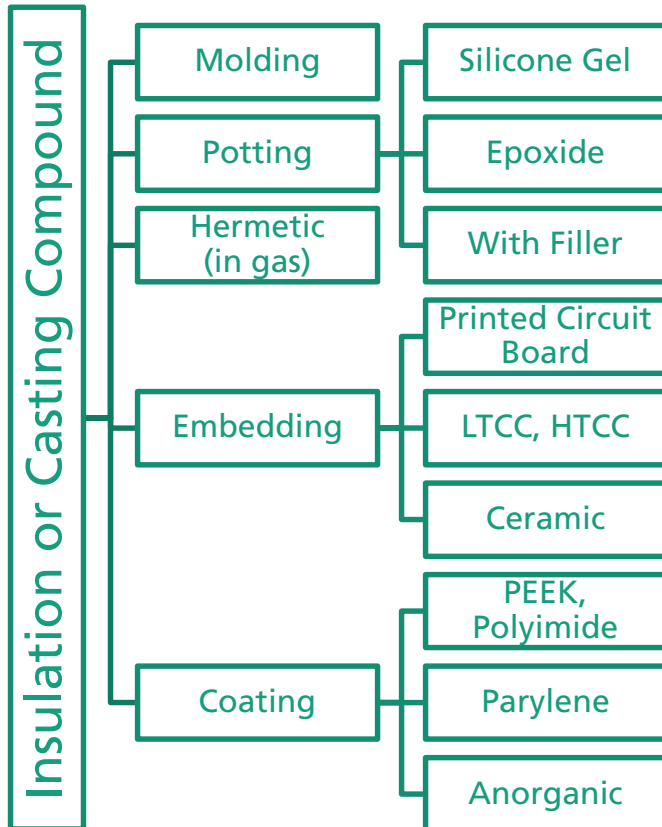 Insulation or Casting Compound
Molding
Potting
Silicone Gel
Epoxide
With Filler
Hermetic
(in gas)
Embedding
Printed Circuit
Board
LTCC, HTCC
Ceramic
Coating
PEEK,
Polyimide
Parylene
Anorganic